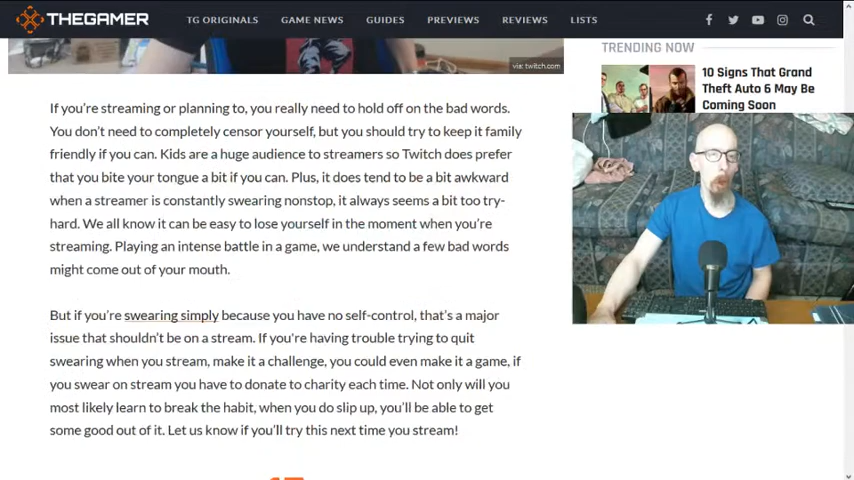 THEGAMER
TG ORIGINALS
GAME NEWS
GUIDES
PREVIEWS
REVIEWS
LISTS
via: twitch.com
TRENDING NOW
10 Signs That Grand
Theft Auto 6 May Be
Coming Soon
If you're streaming or planning to, you really need to hold off on the bad words.
You don't need to completely censor yourself, but you should try to keep it family
friendly if you can. Kids are a huge audience to streamers so Twitch does prefer
that you bite your tongue a bit if you can. Plus, it does tend to be a bit awkward
when a streamer is constantly swearing nonstop, it always seems a bit too try-
hard. We all know it can be easy to lose yourself in the moment when you're
streaming. Playing an intense battle in a game, we understand a few bad words
might come out of your mouth.
But if you're swearing simply because you have no self-control, that's a major
issue that shouldn't be on a stream. If you're having trouble trying to quit
swearing when you stream, make it a challenge, you could even make it a game, if
you swear on stream you have to donate to charity each time. Not only will you
most likely learn to break the habit, when you do slip up, you'll be able to get
some good out of it. Let us know if you'll try this next time you stream!